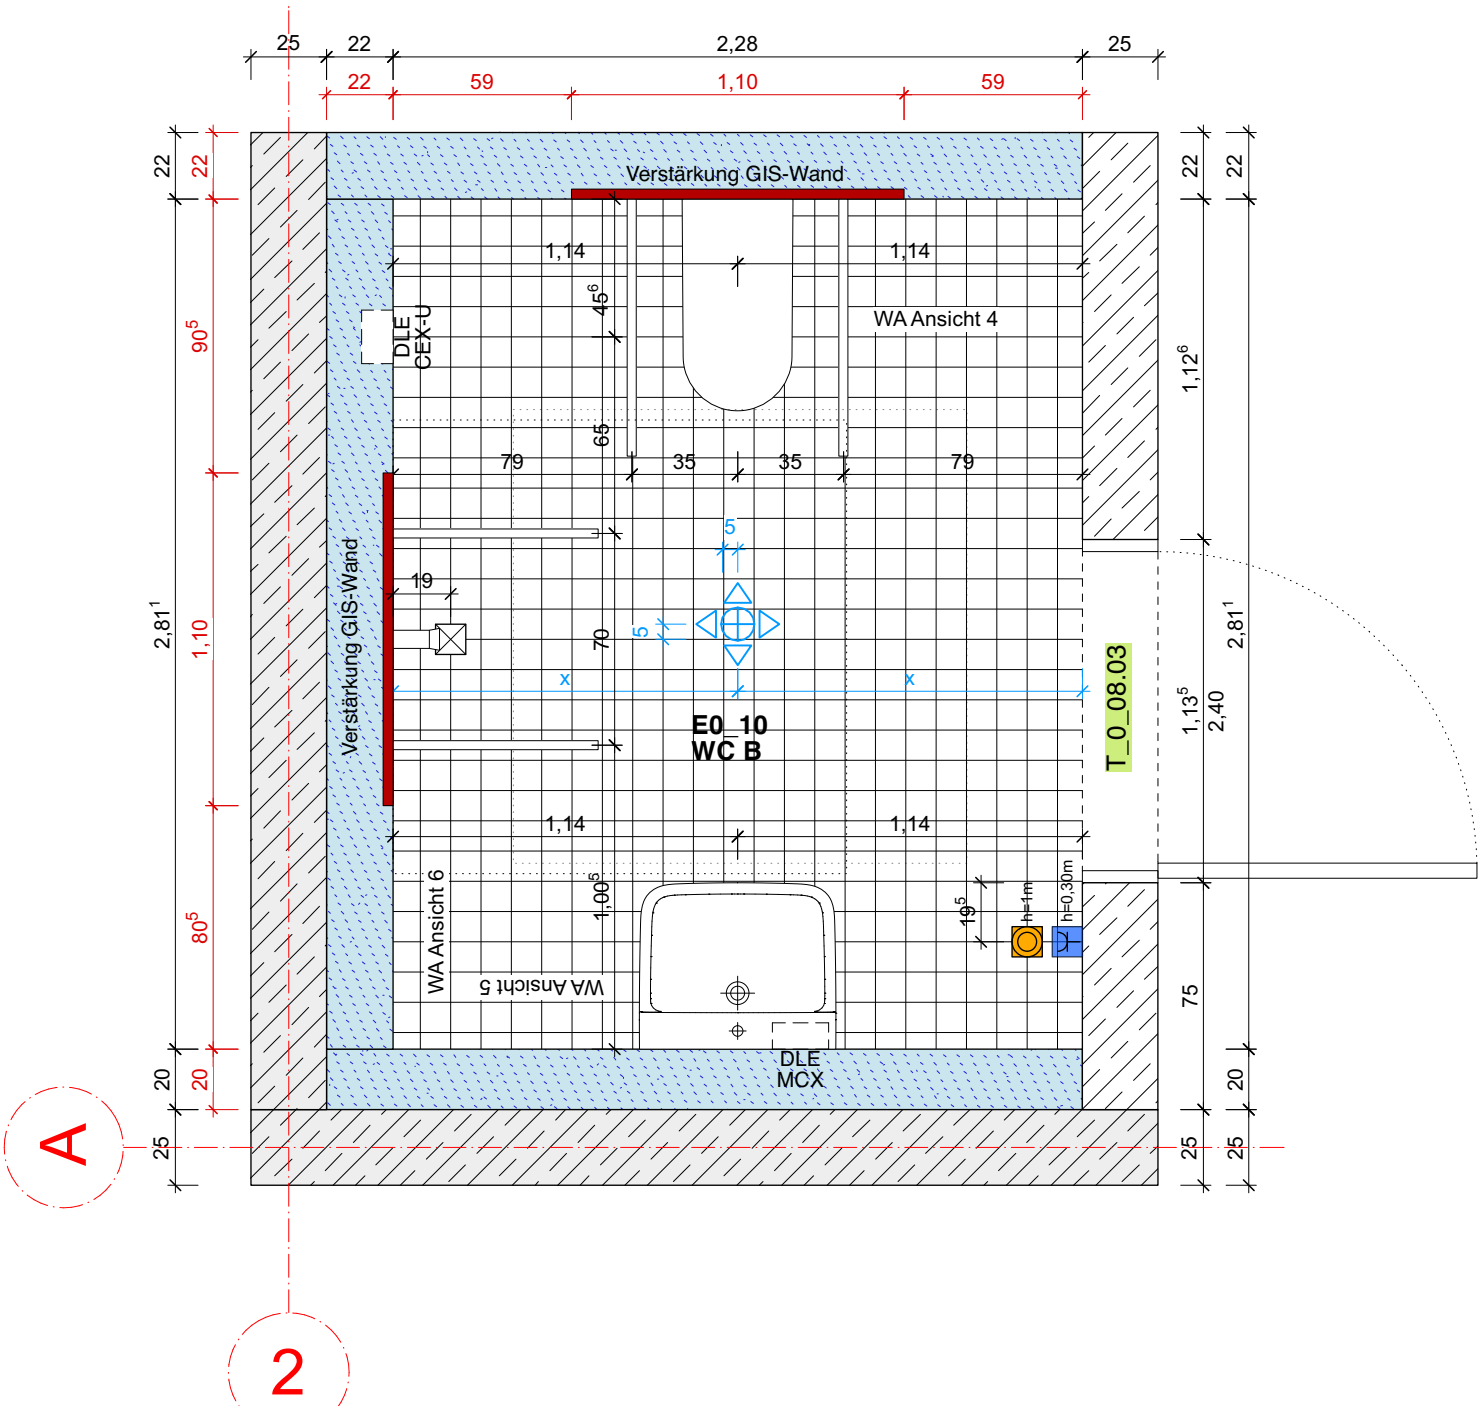 25
22
2,28
25
22
59
1,10
59
22
22
22
22
Verstärkung GIS-Wand
1,14
1,14
45⁶
DLE
CEX-U
WA Ansicht 4
90⁵
1,12⁶
65
79
35
35
79
5
19
Verstärkung GIS-Wand
2,81¹
1,10
5
70
x
x
2,81¹
E0_10
WC B
T_0_08.03
1,13⁵
2,40
1,14
1,14
80⁵
WA Ansicht 6
1,00⁵
19⁵
h=1m
h=0,30m
WA Ansicht 5
75
DLE
MCX
20
20
20
A
25
25
25
2